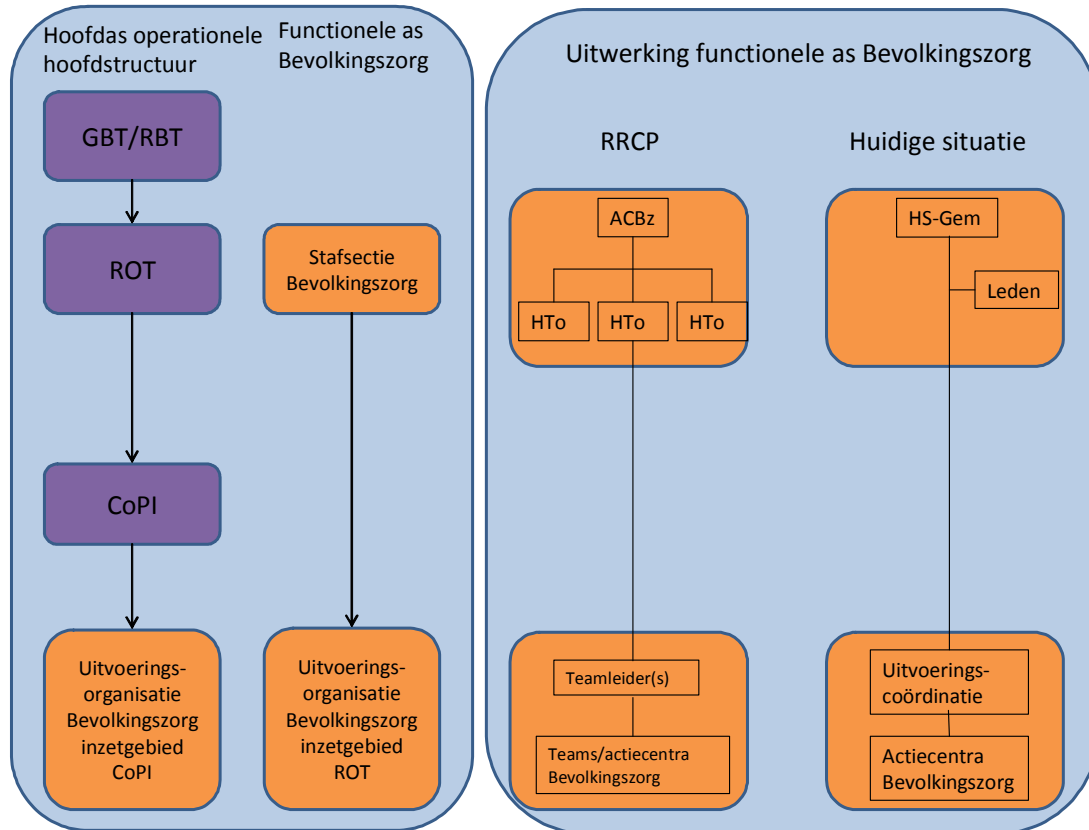 Hoofdas operationele
hoofdstructuur
Functionele as
Bevolkingszorg
GBT/RBT
ROT
Stafsectie
Bevolkingszorg
CoPI
Uitvoerings-
organisatie
Bevolkingszorg
inzetgebied
CoPI
Uitvoerings-
organisatie
Bevolkingszorg
inzetgebied
ROT
Uitwerking functionele as Bevolkingszorg
RRCP
Huidige situatie
ACBz
HTo
HTo
HTo
HS-Gem
Leden
Teamleider(s)
Teams/actiecentra
Bevolkingszorg
Uitvoerings-
coördinatie
Actiecentra
Bevolkingszorg